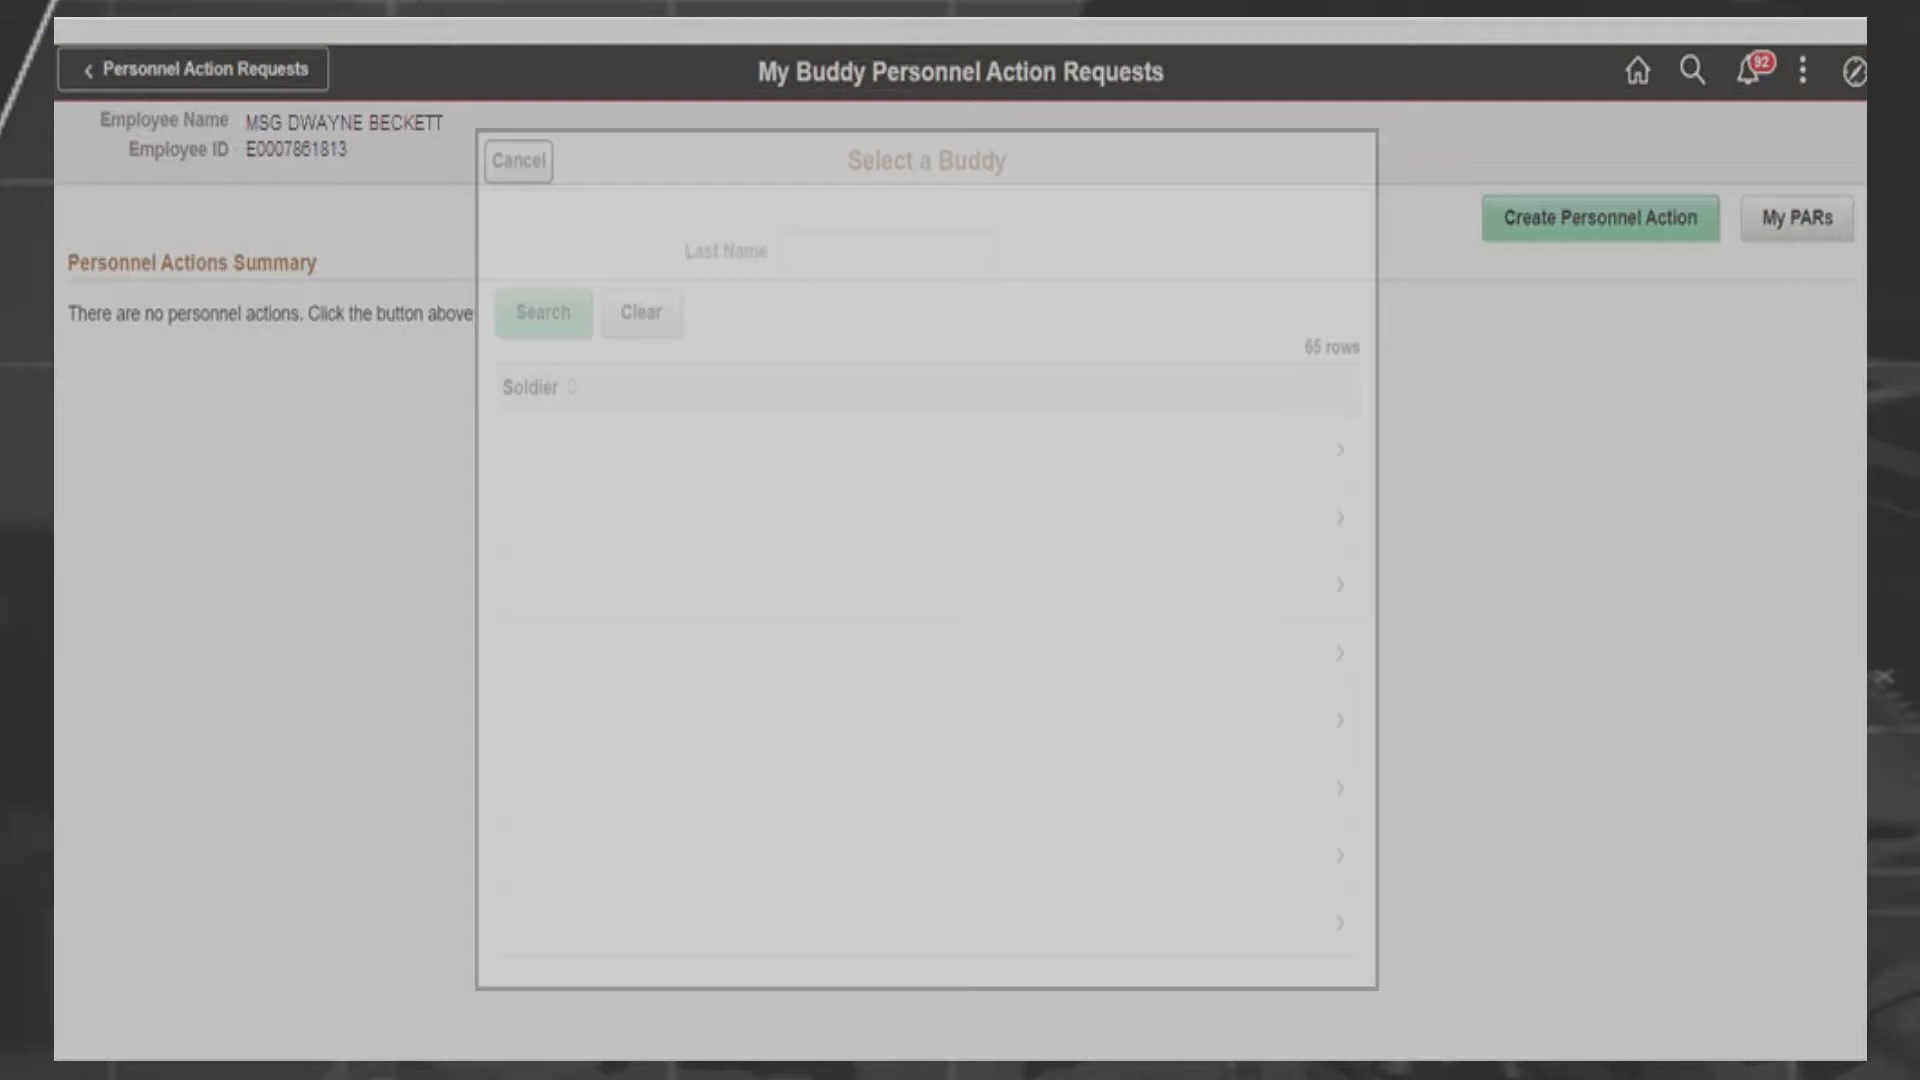 Personnel Action Requests
My Buddy Personnel Action Requests
92
Employee Name MSG DWAYNE BECKETT
Employee ID E0007861813
Cancel
Select a Buddy
Create Personnel Action
My PARs
Last Name
Personnel Actions Summary
There are no personnel actions. Click the button above
Search
Clear
65 rows
Soldier